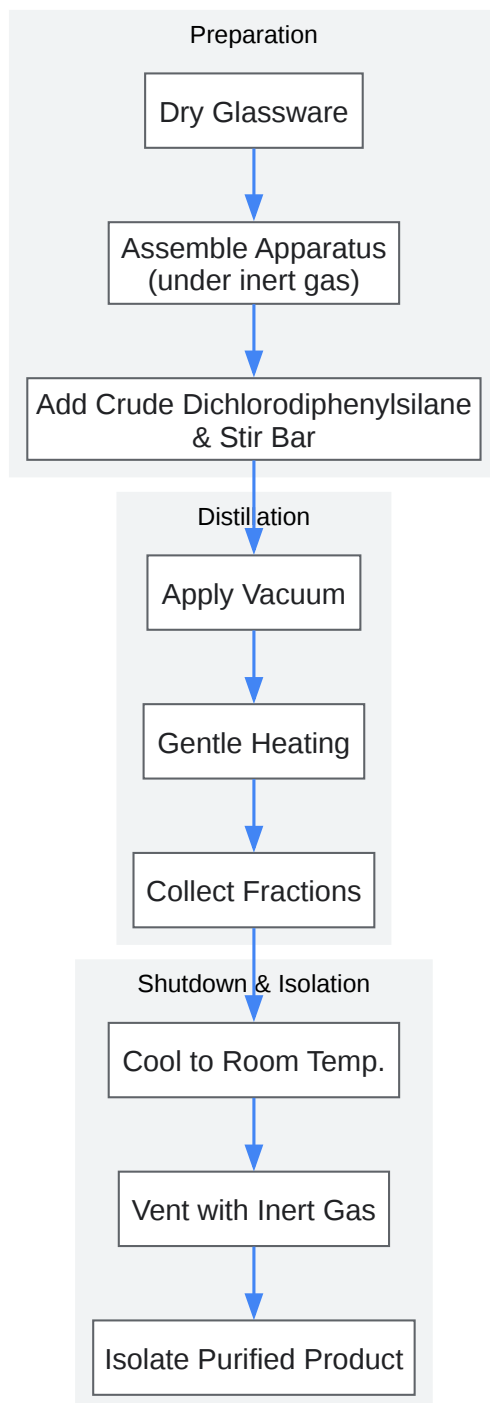 Preparation
Dry Glassware
Assemble Apparatus
(under inert gas)
Add Crude Dichlorodiphenylsilane
& Stir Bar
Distillation
Apply Vacuum
Gentle Heating
Collect Fractions
Shutdown & Isolation
Cool to Room Temp.
Vent with Inert Gas
Isolate Purified Product